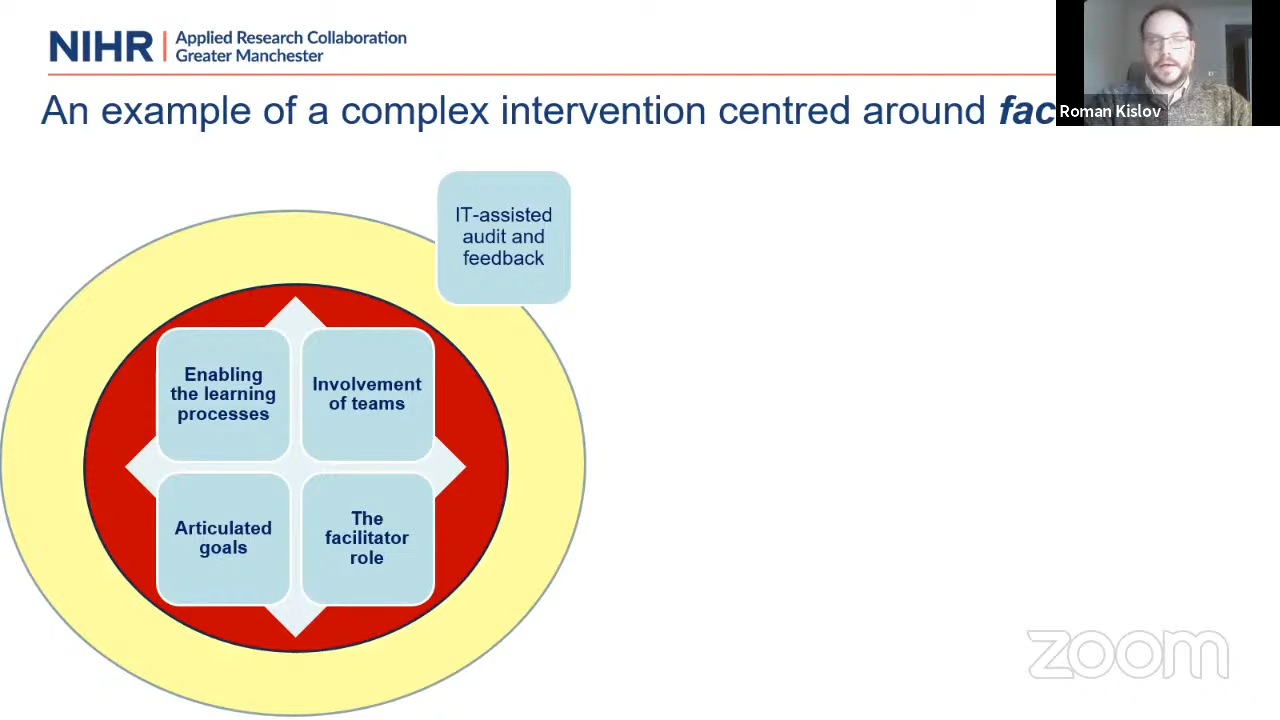 NIHR | Applied Research Collaboration
Greater Manchester
An example of a complex intervention centred around fac
Roman Kislov
IT-assisted
audit and
feedback
Enabling
the learning
processes
Involvement
of teams
Articulated
goals
The
facilitator
role
zoom